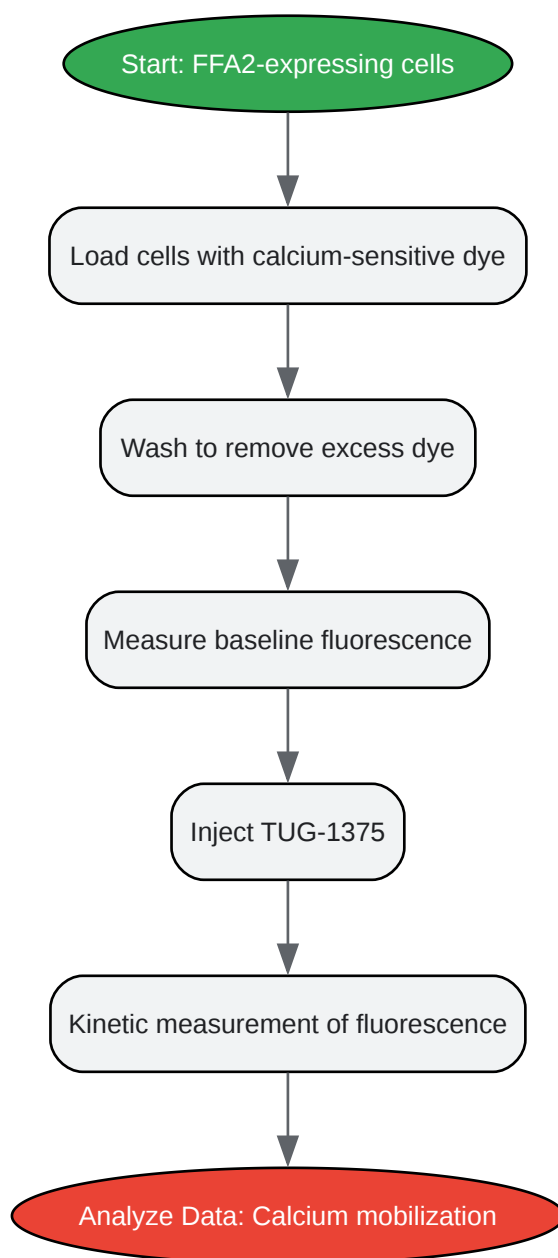 Start: FFA2-expressing cells
Load cells with calcium-sensitive dye
Wash to remove excess dye
Measure baseline fluorescence
Inject TUG-1375
Kinetic measurement of fluorescence
Analyze Data: Calcium mobilization